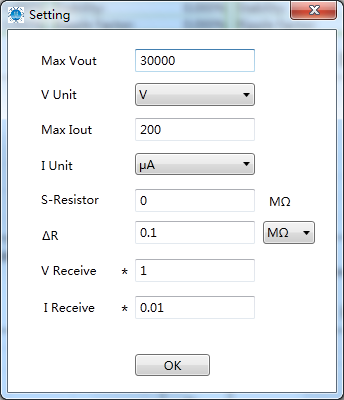 Setting
Max Vout 30000
V Unit V
Max Iout 200
I Unit μA
S-Resistor 0 MΩ
ΔR 0.1 MΩ
V Receive * 1
I Receive * 0.01
OK